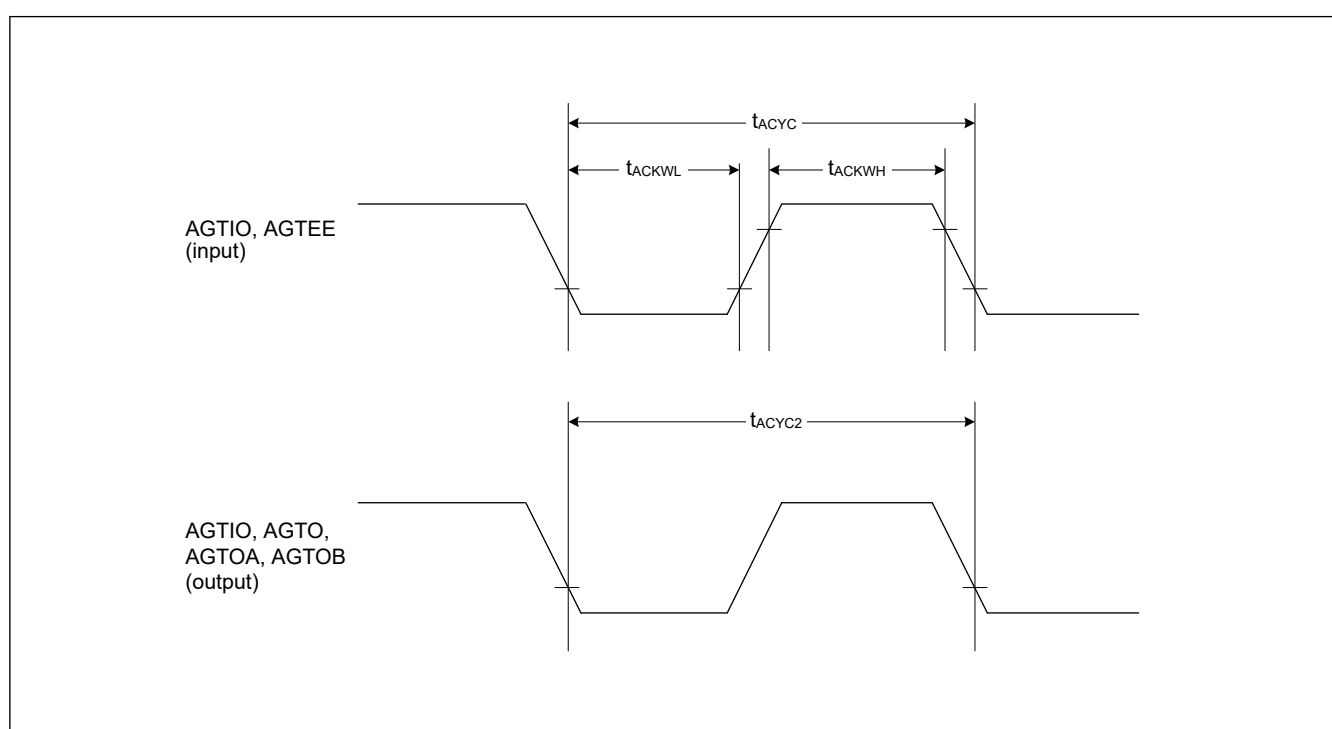 tACYC
tACKWL
tACKWH
AGTIO, AGTEE
(input)
tACYC2
AGTIO, AGTO,
AGTOA, AGTOB
(output)